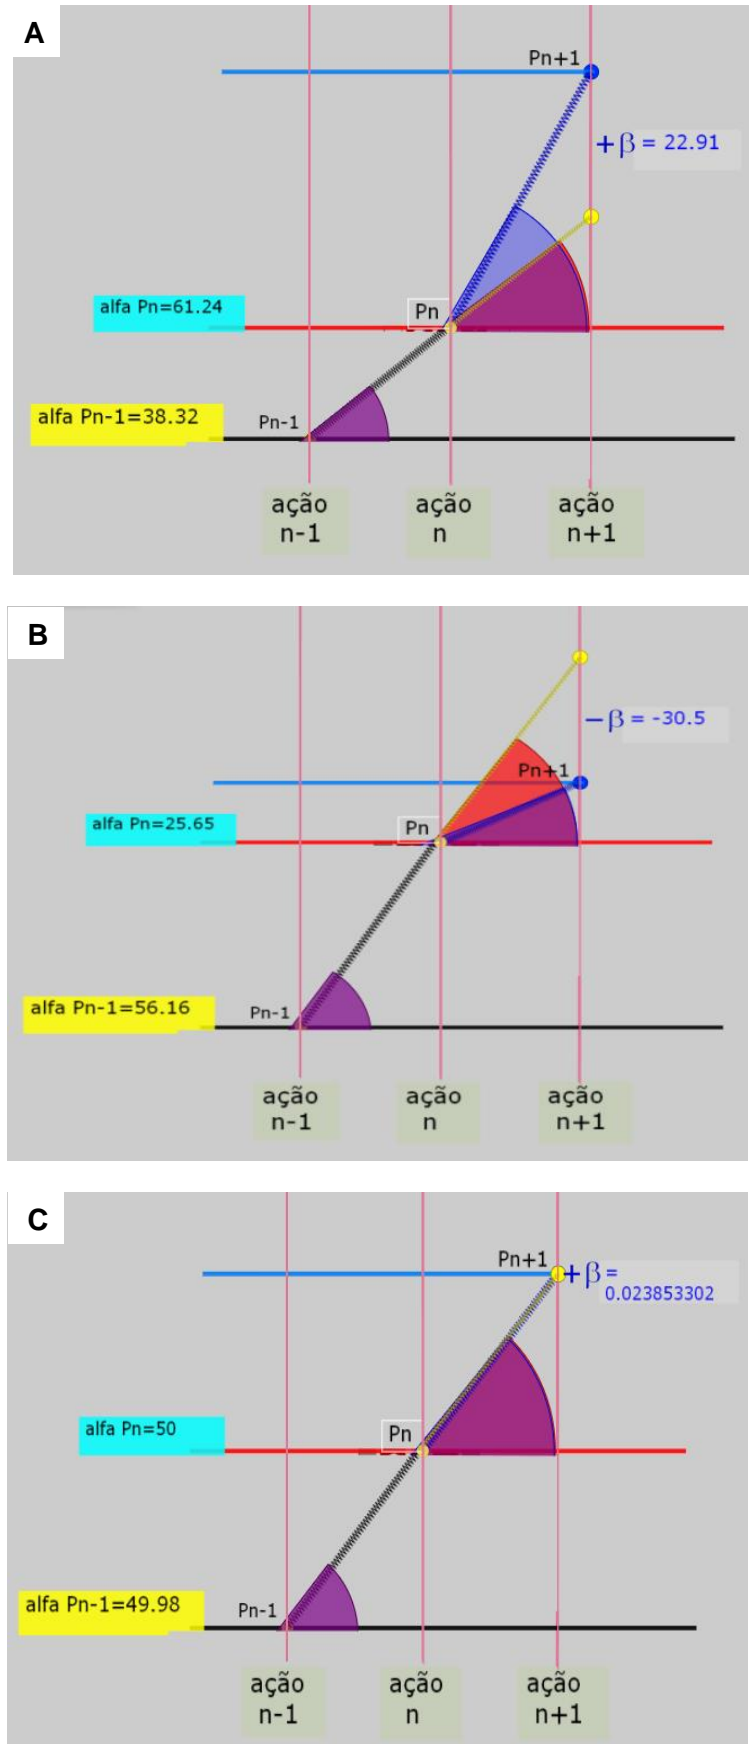 A
Pn+1
+β = 22.91
Pn
alfa Pn=61.24
alfa Pn-1=38.32
Pn-1
ação
n-1
ação
n
ação
n+1
B
−β = -30.5
Pn+1
alfa Pn=25.65
Pn
alfa Pn-1=56.16
Pn-1
ação
n-1
ação
n
ação
n+1
C
Pn+1
+β =
0.023853302
alfa Pn=50
Pn
alfa Pn-1=49.98
Pn-1
ação
n-1
ação
n
ação
n+1